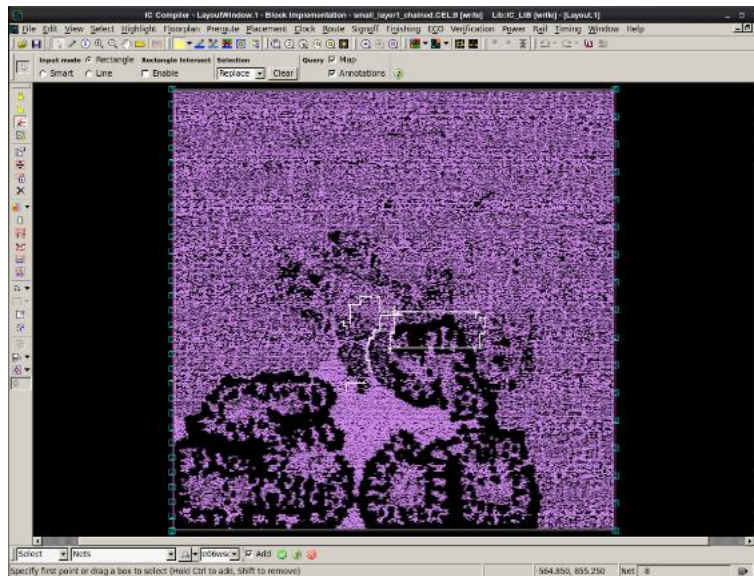 IC Compiler - LayoutWindow.1 - Block Implementation - small_layer1_chained.CEL;8 [write] Lib:IC_LIB [write] - [Layout.1]
File Edit View Select Highlight Floorplan Preroute Placement Clock Route Signoff Finishing ECO Verification Power Rail Timing Window Help
Input mode Rectangle Rectangle Intersect Selection Query Map
Smart Line Enable Replace Clear Annotations
Select Nets Add
Specify first point or drag a box to select (Hold Ctrl to add, Shift to remove) -564.850, 855.250 Net 8